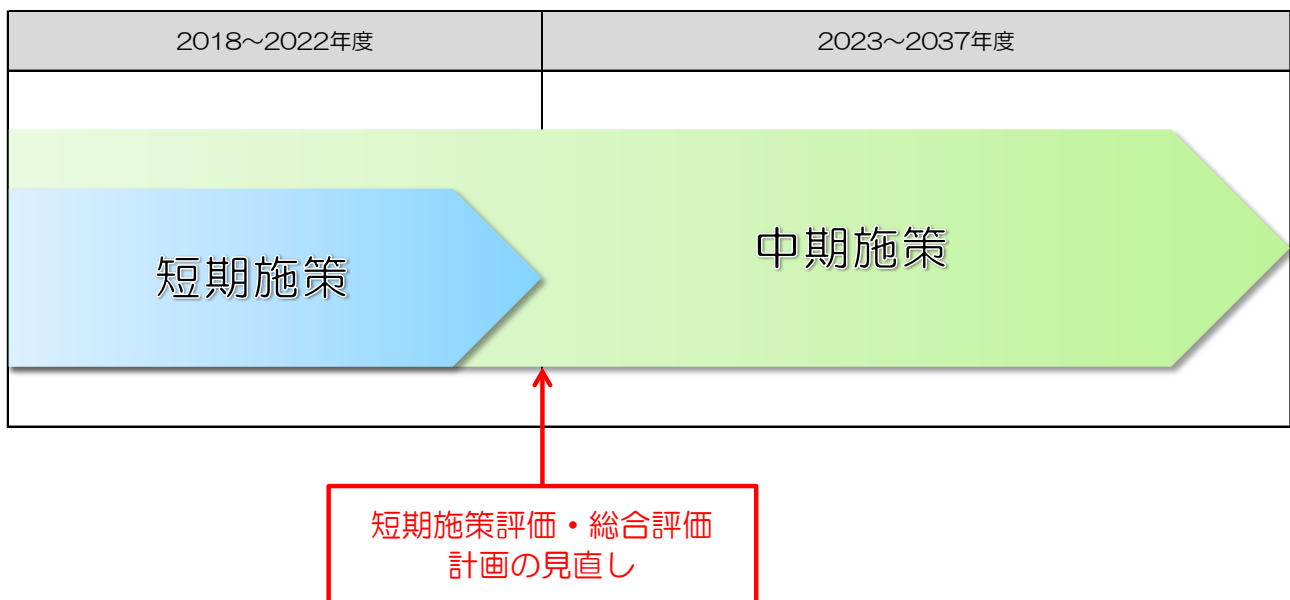 2018～2022年度
2023～2037年度
中期施策
短期施策
短期施策評価・総合評価
計画の見直し